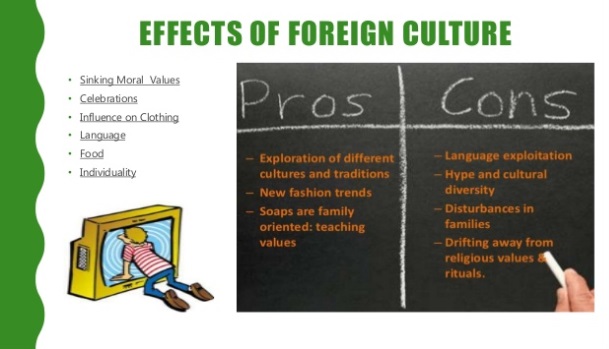 EFFECTS OF FOREIGN CULTURE
• Sinking Moral Values
• Celebrations
• Influence on Clothing
• Language
• Food
• Individuality
Pros
– Exploration of different
cultures and traditions
– New fashion trends
– Soaps are family
oriented: teaching
values
Cons
– Language exploitation
– Hype and cultural
diversity
– Disturbances in
families
– Drifting away from
religious values &
rituals.